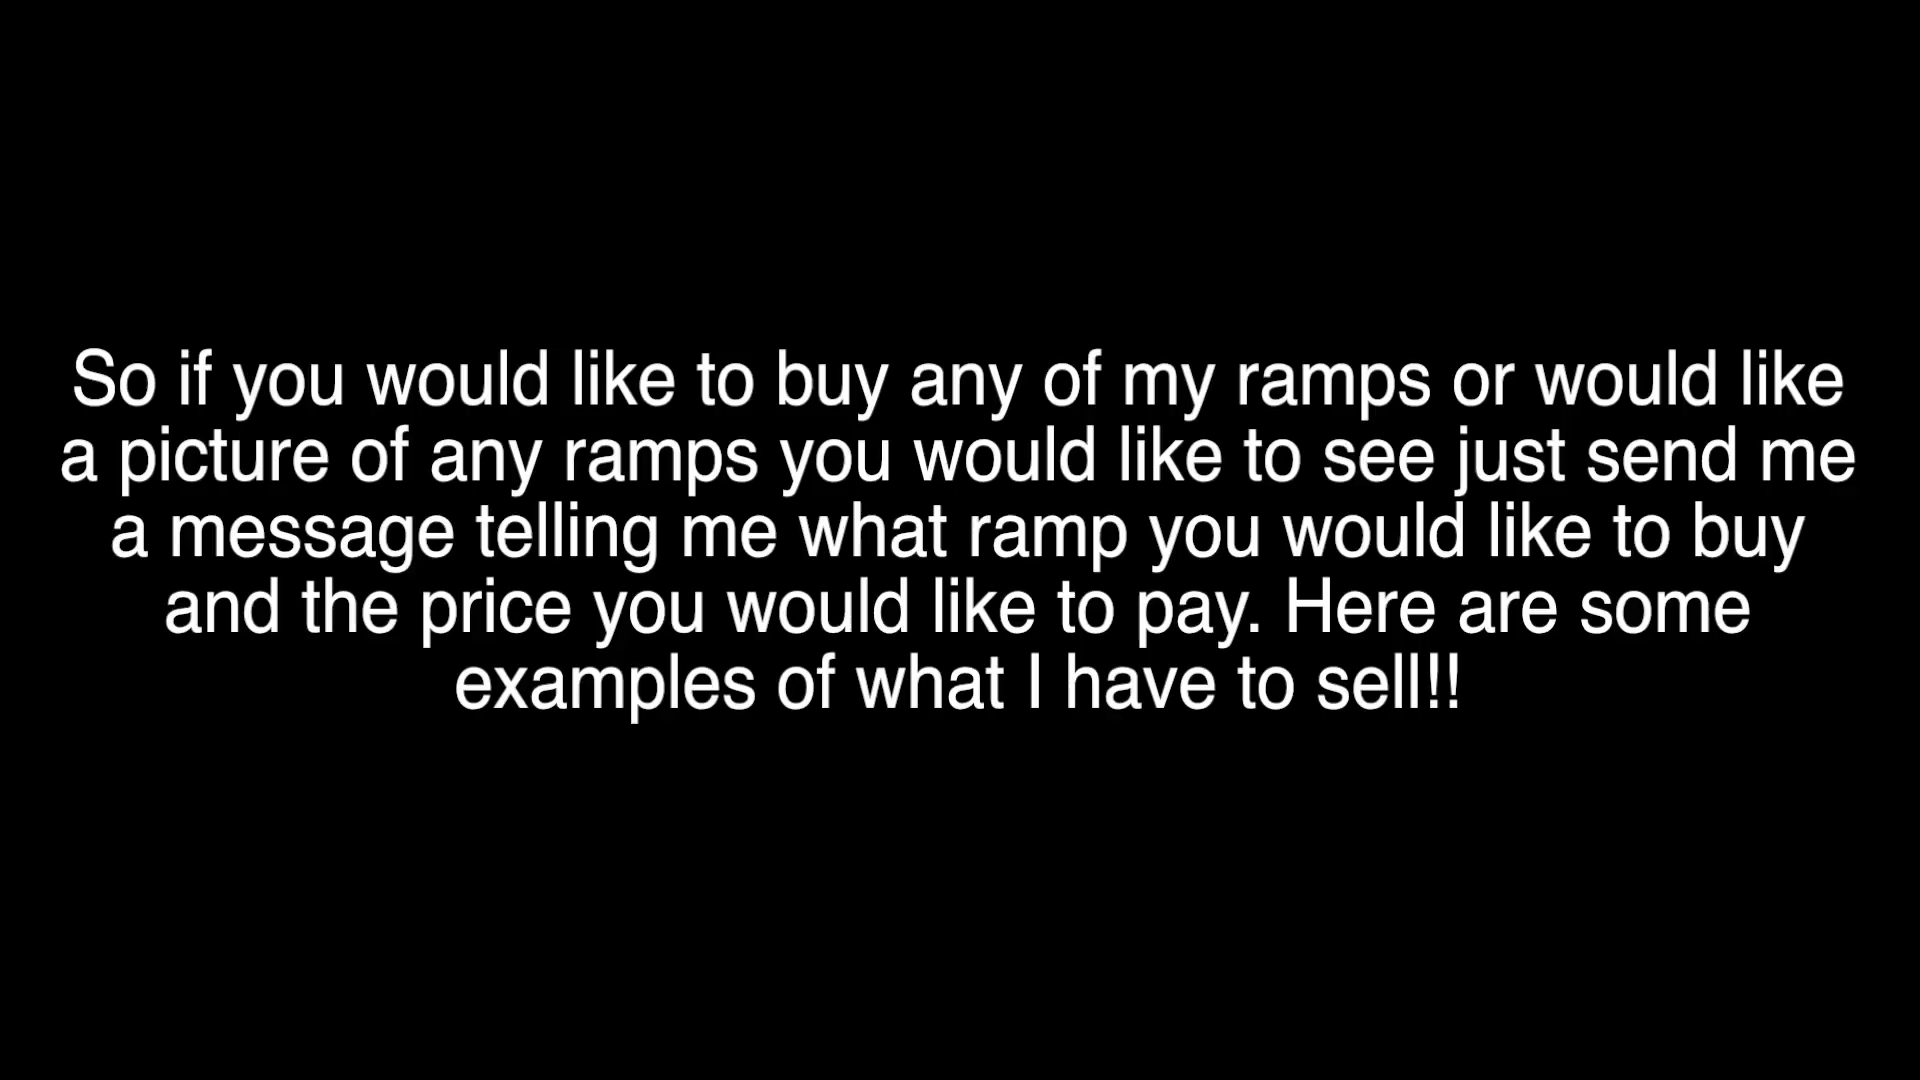 So if you would like to buy any of my ramps or would like
a picture of any ramps you would like to see just send me
a message telling me what ramp you would like to buy
and the price you would like to pay. Here are some
examples of what I have to sell!!